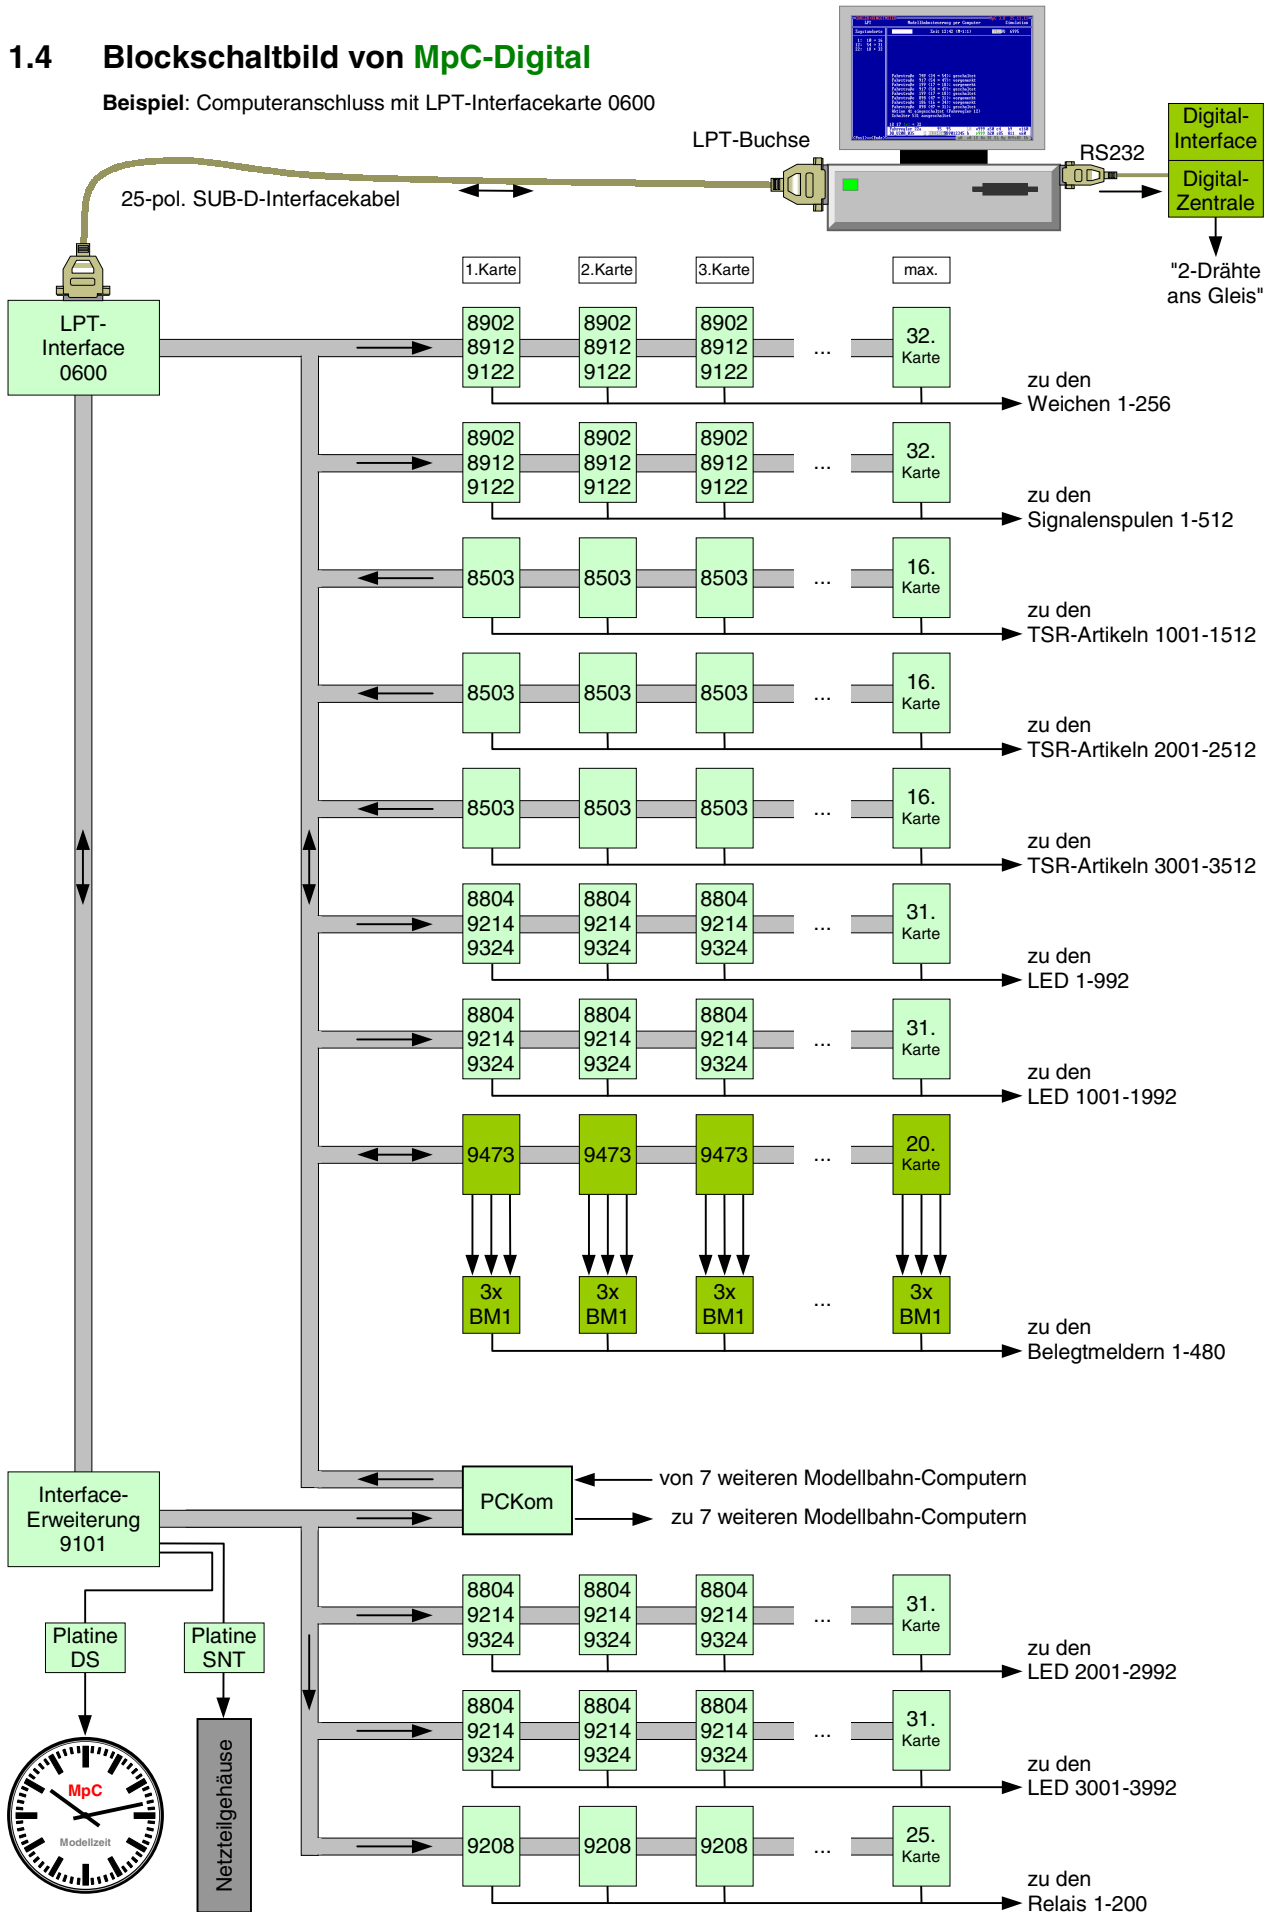 1.4 Blockschaltbild von MpC-Digital
Beispiel: Computeranschluss mit LPT-Interfacekarte 0600
LPT-Buchse
RS232
Digital-
Interface
Digital-
Zentrale
"2-Drähte
ans Gleis"
25-pol. SUB-D-Interfacekabel
1.Karte 2.Karte 3.Karte max.
LPT-
Interface
0600
8902 8902 8902
8912 8912 8912
9122 9122 9122
... 32.
Karte
zu den
Weichen 1-256
8902 8902 8902
8912 8912 8912
9122 9122 9122
... 32.
Karte
zu den
Signalenspulen 1-512
8503 8503 8503 ... 16.
Karte
zu den
TSR-Artikeln 1001-1512
8503 8503 8503 ... 16.
Karte
zu den
TSR-Artikeln 2001-2512
8503 8503 8503 ... 16.
Karte
zu den
TSR-Artikeln 3001-3512
8804 8804 8804
9214 9214 9214
9324 9324 9324
... 31.
Karte
zu den
LED 1-992
8804 8804 8804
9214 9214 9214
9324 9324 9324
... 31.
Karte
zu den
LED 1001-1992
9473 9473 9473 ... 20.
Karte
3x 3x 3x ... 3x
BM1 BM1 BM1 BM1
zu den
Belegtmeldern 1-480
Interface-
Erweiterung
9101
PCKom
von 7 weiteren Modellbahn-Computern
zu 7 weiteren Modellbahn-Computern
8804 8804 8804
9214 9214 9214
9324 9324 9324
... 31.
Karte
zu den
LED 2001-2992
Platine
DS
Platine
SNT
8804 8804 8804
9214 9214 9214
9324 9324 9324
... 31.
Karte
zu den
LED 3001-3992
MpC
Modellzeit
Netzteilgehäuse
9208 9208 9208 ... 25.
Karte
zu den
Relais 1-200